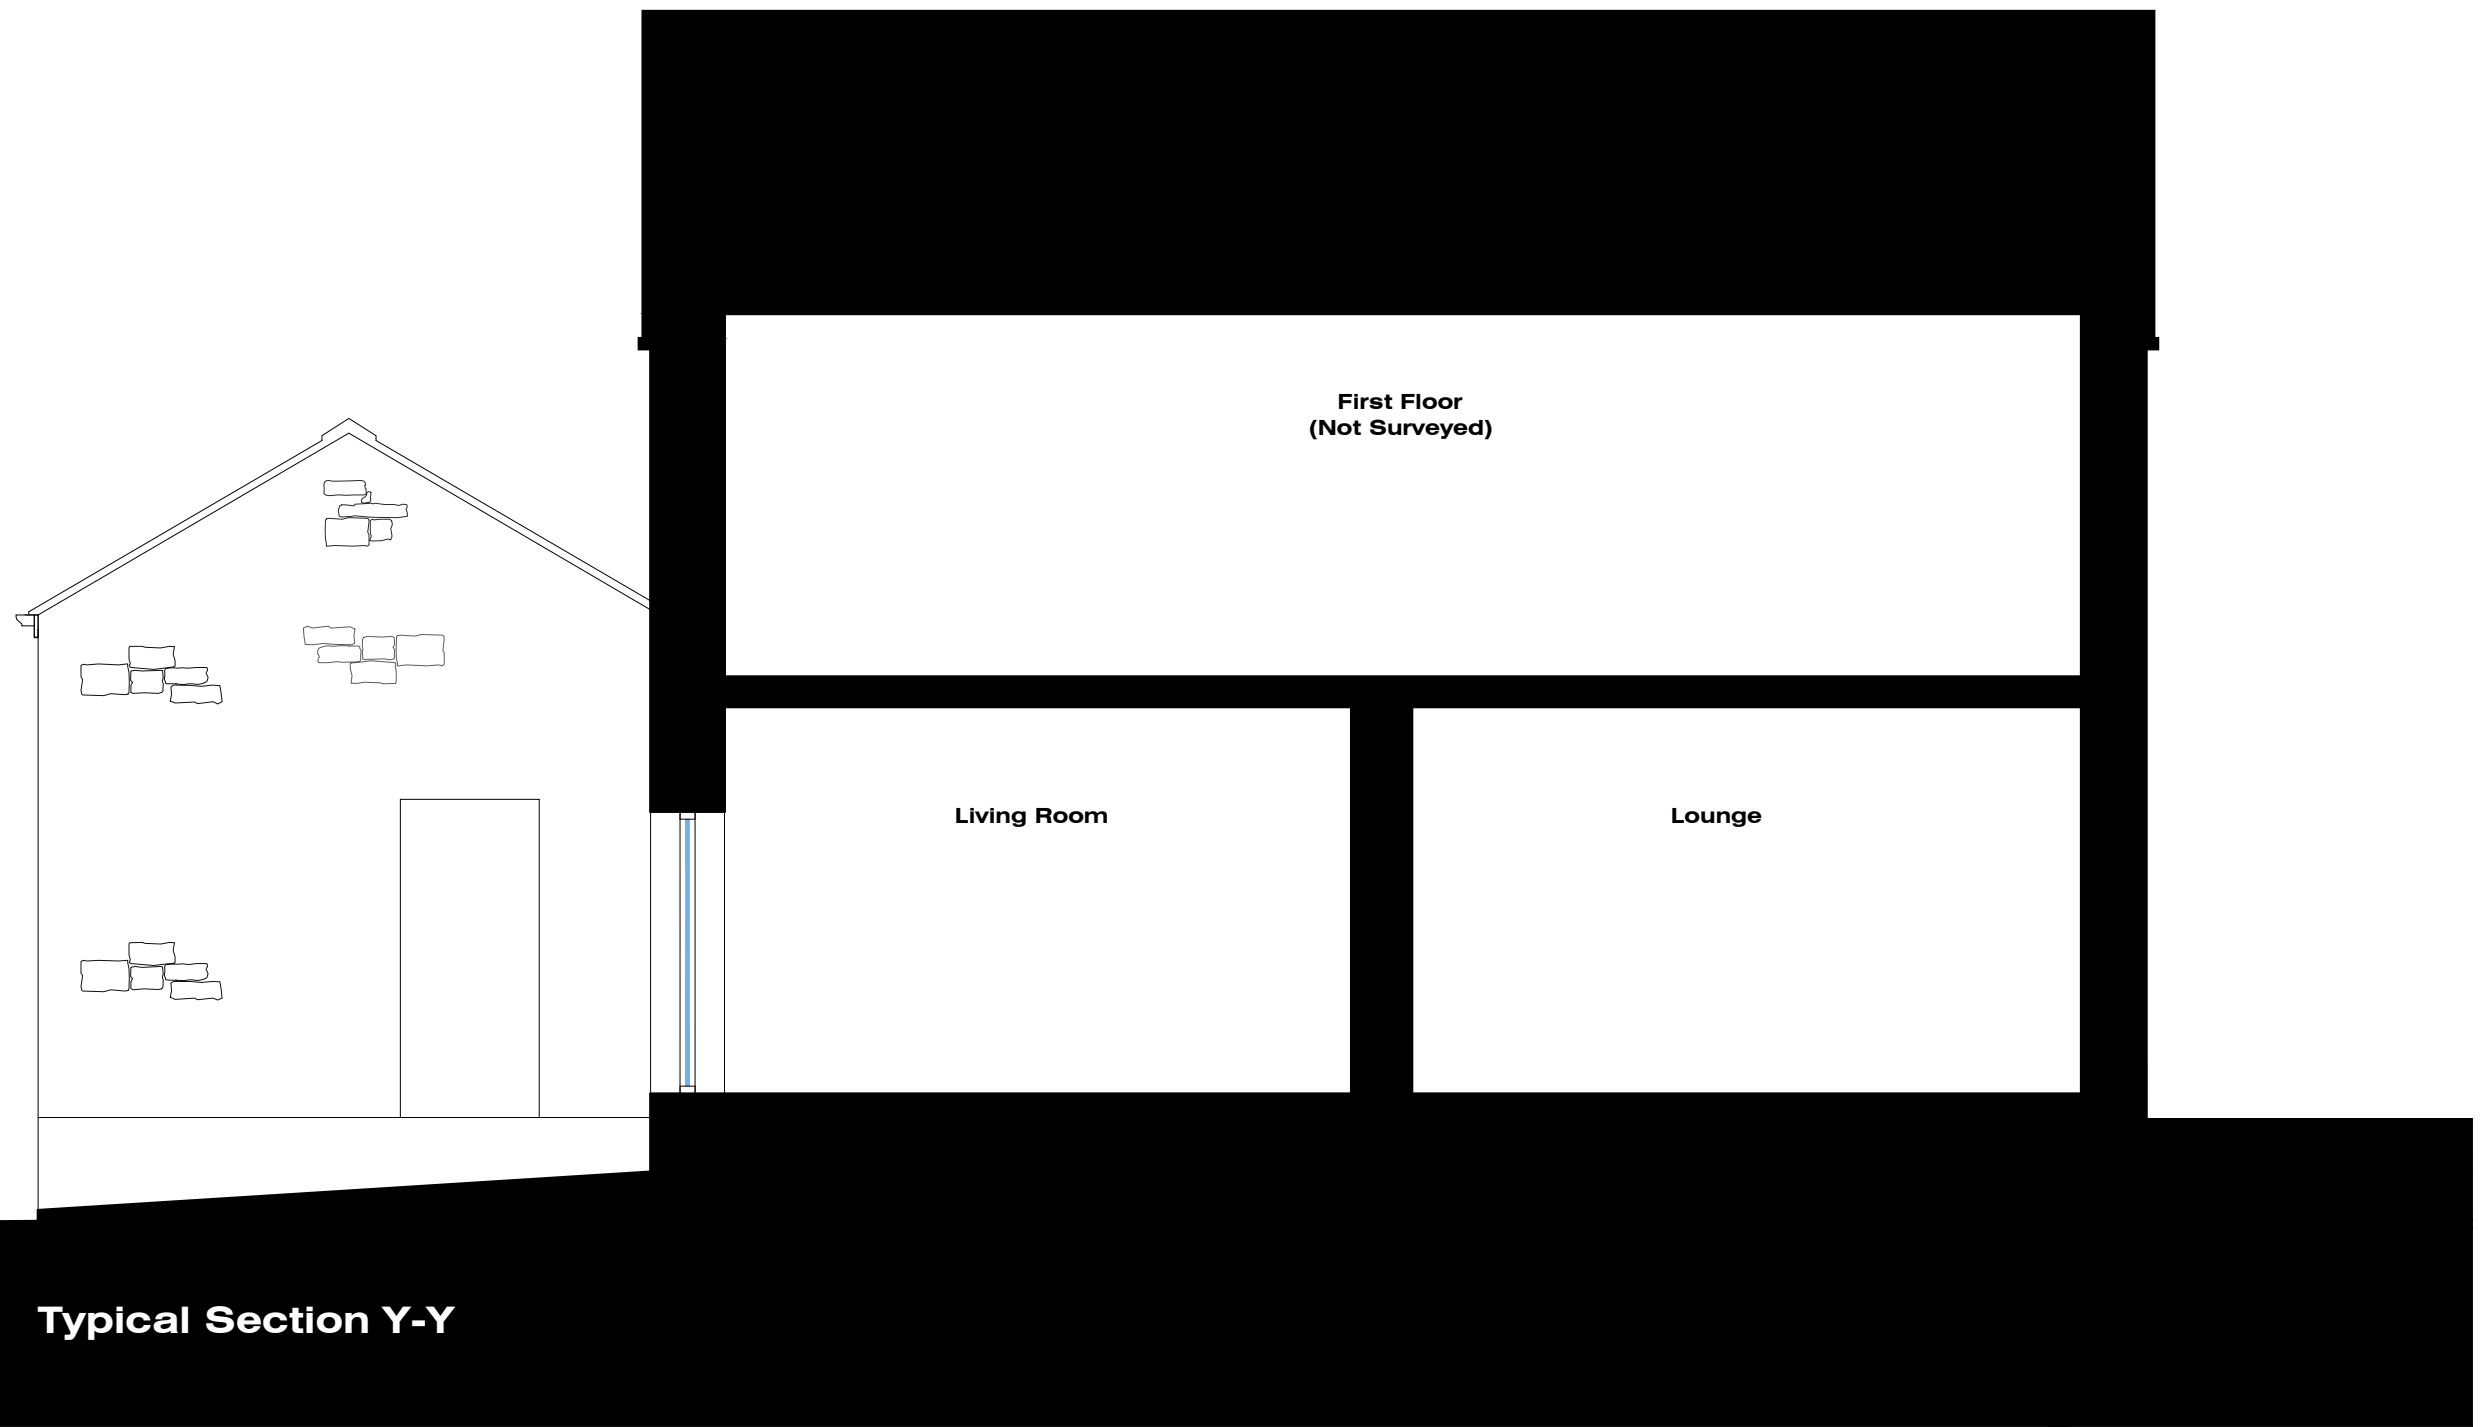 First Floor
(Not Surveyed)
Living Room
Lounge
Typical Section Y-Y